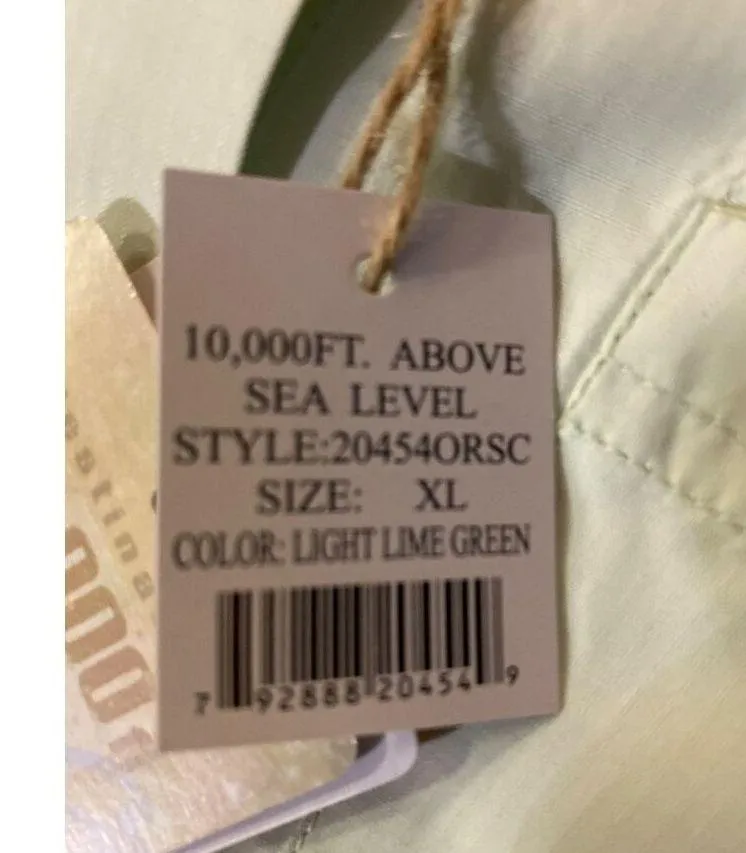 10,000FT. ABOVE
SEA LEVEL
STYLE:20454ORSC
SIZE: XL
COLOR: LIGHT LIME GREEN
7 92888 20454 9